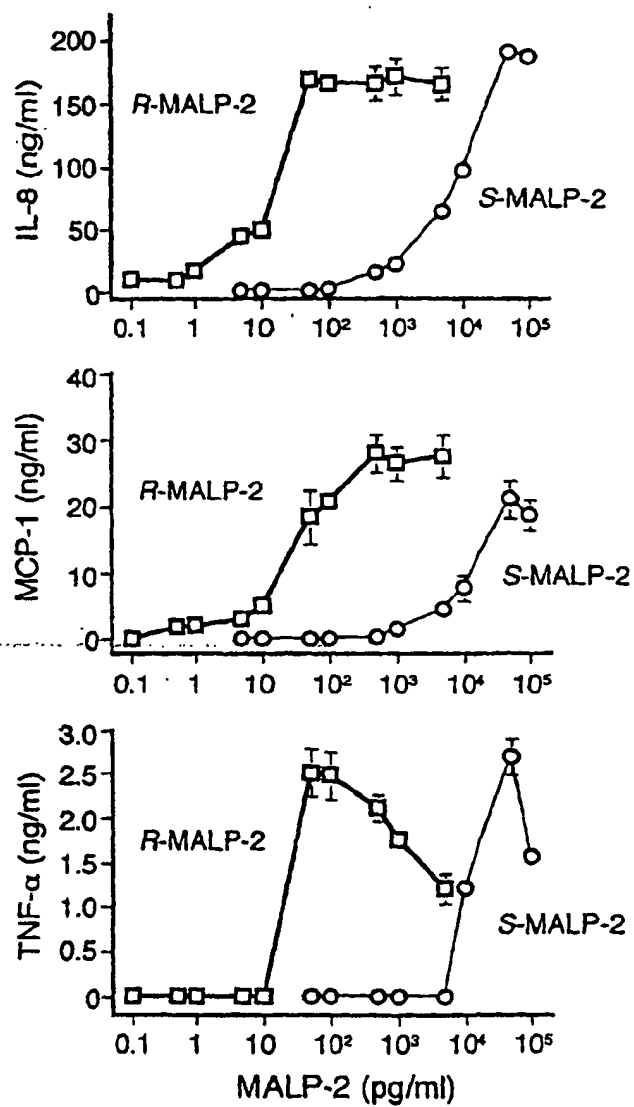 200
150
100
50
0
IL-8 (ng/ml)
R-MALP-2
S-MALP-2
0.1 1 10 10² 10³ 10⁴ 10⁵
40
30
20
10
0
MCP-1 (ng/ml)
R-MALP-2
S-MALP-2
0.1 1 10 10² 10³ 10⁴ 10⁵
3.0
2.5
2.0
1.5
1.0
0.5
0
TNF-α (ng/ml)
R-MALP-2
S-MALP-2
0.1 1 10 10² 10³ 10⁴ 10⁵
MALP-2 (pg/ml)